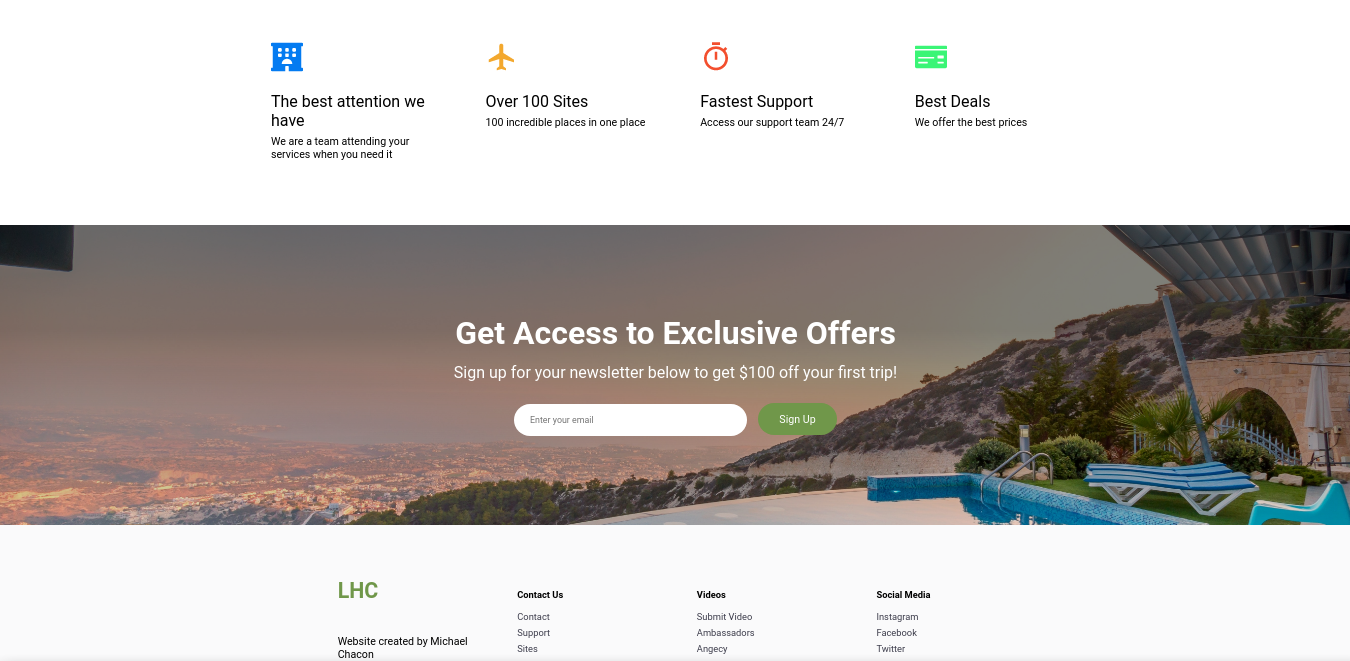 The best attention we
have
We are a team attending your
services when you need it
Over 100 Sites
100 incredible places in one place
Fastest Support
Access our support team 24/7
Best Deals
We offer the best prices
Get Access to Exclusive Offers
Sign up for your newsletter below to get $100 off your first trip!
Enter your email
Sign Up
LHC
Website created by Michael
Chacon
Contact Us
Contact
Support
Sites
Videos
Submit Video
Ambassadors
Angecy
Social Media
Instagram
Facebook
Twitter